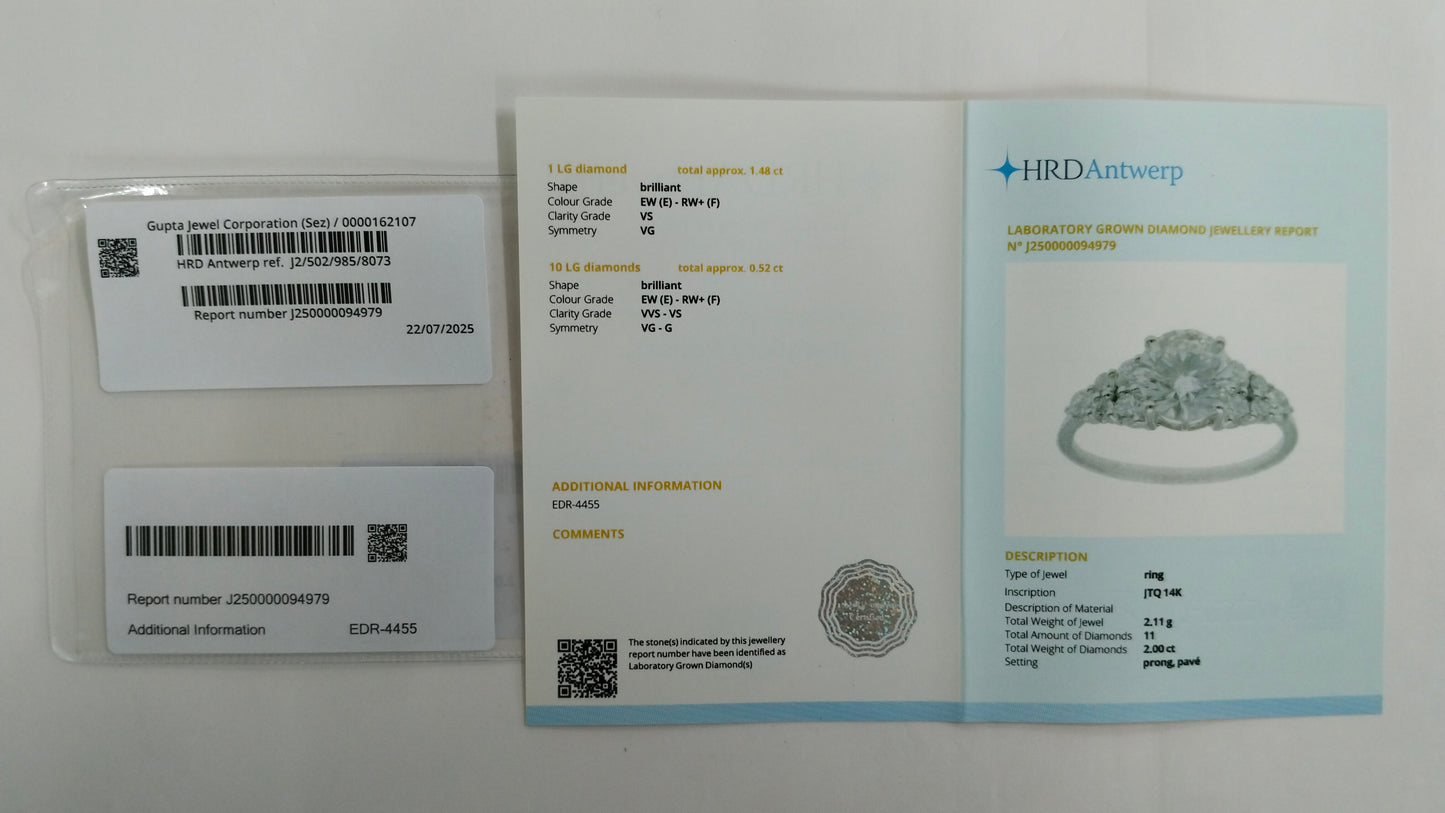 Gupta Jewel Corporation (Sez) / 0000162107
HRD Antwerp ref. J2/502/985/8073
Report number J250000094979
22/07/2025
Report number J250000094979
Additional Information EDR-4455
1 LG diamond total approx. 1.48 ct
Shape brilliant
Colour Grade EW (E) - RW+ (F)
Clarity Grade VS
Symmetry VG
10 LG diamonds total approx. 0.52 ct
Shape brilliant
Colour Grade EW (E) - RW+ (F)
Clarity Grade VVS - VS
Symmetry VG - G
ADDITIONAL INFORMATION
EDR-4455
COMMENTS
The stone(s) indicated by this jewellery
report number have been identified as
Laboratory Grown Diamond(s)
Certified
HRD Antwerp
LABORATORY GROWN DIAMOND JEWELLERY REPORT
N° J250000094979
DESCRIPTION
Type of Jewel ring
Inscription JTQ 14K
Description of Material
Total Weight of Jewel 2.11 g
Total Amount of Diamonds 11
Total Weight of Diamonds 2.00 ct
Setting prong, pavé